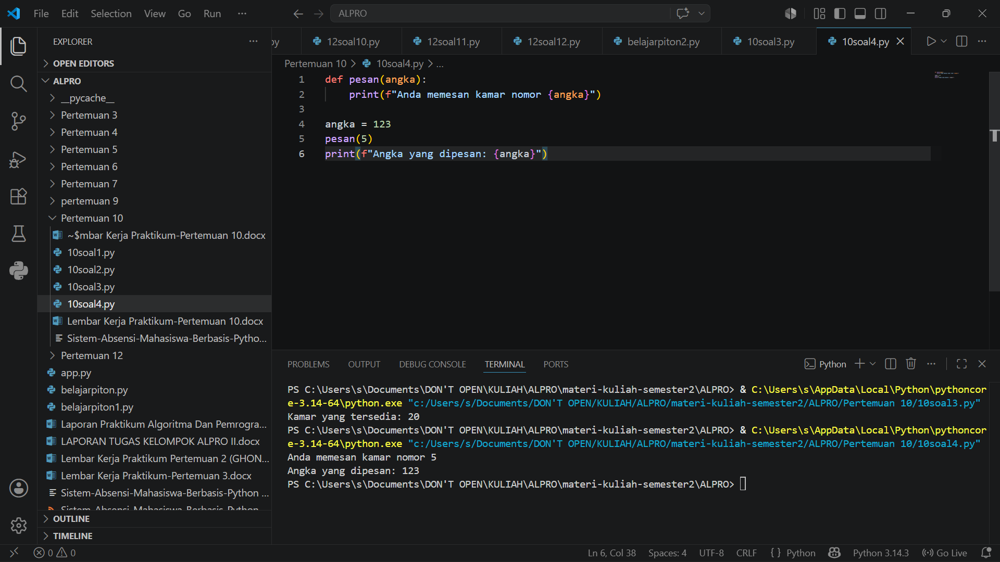 File Edit Selection View Go Run ...
ALPRO
EXPLORER
OPEN EDITORS
ALPRO
__pycache__
Pertemuan 3
Pertemuan 4
Pertemuan 5
Pertemuan 6
Pertemuan 7
pertemuan 9
Pertemuan 10
~$mbar Kerja Praktikum-Pertemuan 10.docx
10soal1.py
10soal2.py
10soal3.py
10soal4.py
Lembar Kerja Praktikum-Pertemuan 10.docx
Sistem-Absensi-Mahasiswa-Berbasis-Pytho...
Pertemuan 12
app.py
belajarpiton.py
belajarpiton1.py
Laporan Praktikum Algoritma Dan Pemrogra...
LAPORAN TUGAS KELOMPOK ALPRO II.docx
Lembar Kerja Praktikum Pertemuan 2 (GHON...
Lembar Kerja Praktikum-Pertemuan 3.docx
Sistem-Absensi-Mahasiswa-Berbasis-Python ...
Sistem-Absensi-Mahasiswa-Berbasis-Python
OUTLINE
TIMELINE
py 12soal10.py 12soal11.py 12soal12.py belajarpiton2.py 10soal3.py 10soal4.py
Pertemuan 10 > 10soal4.py > ...
1 def pesan(angka):
2     print(f"Anda memesan kamar nomor {angka}")
3
4 angka = 123
5 pesan(5)
6 print(f"Angka yang dipesan: {angka}")
PROBLEMS OUTPUT DEBUG CONSOLE TERMINAL PORTS
Python
PS C:\Users\s\Documents\DON'T OPEN\KULIAH\ALPRO\materi-kuliah-semester2\ALPRO> & C:\Users\s\AppData\Local\Python\pythoncor
e-3.14-64\python.exe "c:/Users/s/Documents/DON'T OPEN/KULIAH/ALPRO/materi-kuliah-semester2/ALPRO/Pertemuan 10/10soal3.py"
Kamar yang tersedia: 20
PS C:\Users\s\Documents\DON'T OPEN\KULIAH\ALPRO\materi-kuliah-semester2\ALPRO> & C:\Users\s\AppData\Local\Python\pythoncor
e-3.14-64\python.exe "c:/Users/s/Documents/DON'T OPEN/KULIAH/ALPRO/materi-kuliah-semester2/ALPRO/Pertemuan 10/10soal4.py"
Anda memesan kamar nomor 5
Angka yang dipesan: 123
PS C:\Users\s\Documents\DON'T OPEN\KULIAH\ALPRO\materi-kuliah-semester2\ALPRO>
0 0
Ln 6, Col 38 Spaces: 4 UTF-8 CRLF { } Python Python 3.14.3 Go Live